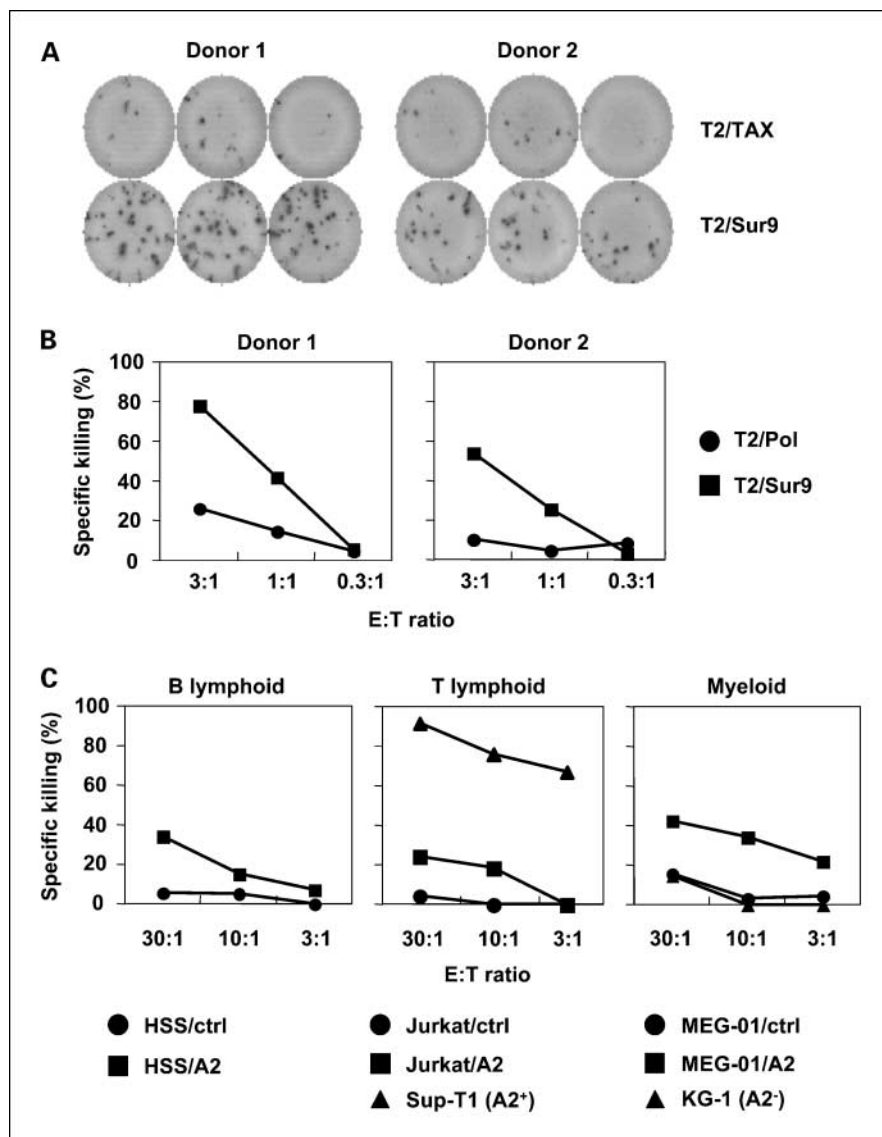 A
Donor 1 Donor 2
T2/TAX
T2/Sur9
B
Donor 1 Donor 2
Specific killing (%)
100
80
60
40
20
0
3:1 1:1 0.3:1 3:1 1:1 0.3:1
E:T ratio
T2/Pol
T2/Sur9
C
B lymphoid T lymphoid Myeloid
Specific killing (%)
100
80
60
40
20
0
30:1 10:1 3:1 30:1 10:1 3:1 30:1 10:1 3:1
E:T ratio
HSS/ctrl Jurkat/ctrl MEG-01/ctrl
HSS/A2 Jurkat/A2 MEG-01/A2
Sup-T1 (A2⁺) KG-1 (A2⁻)